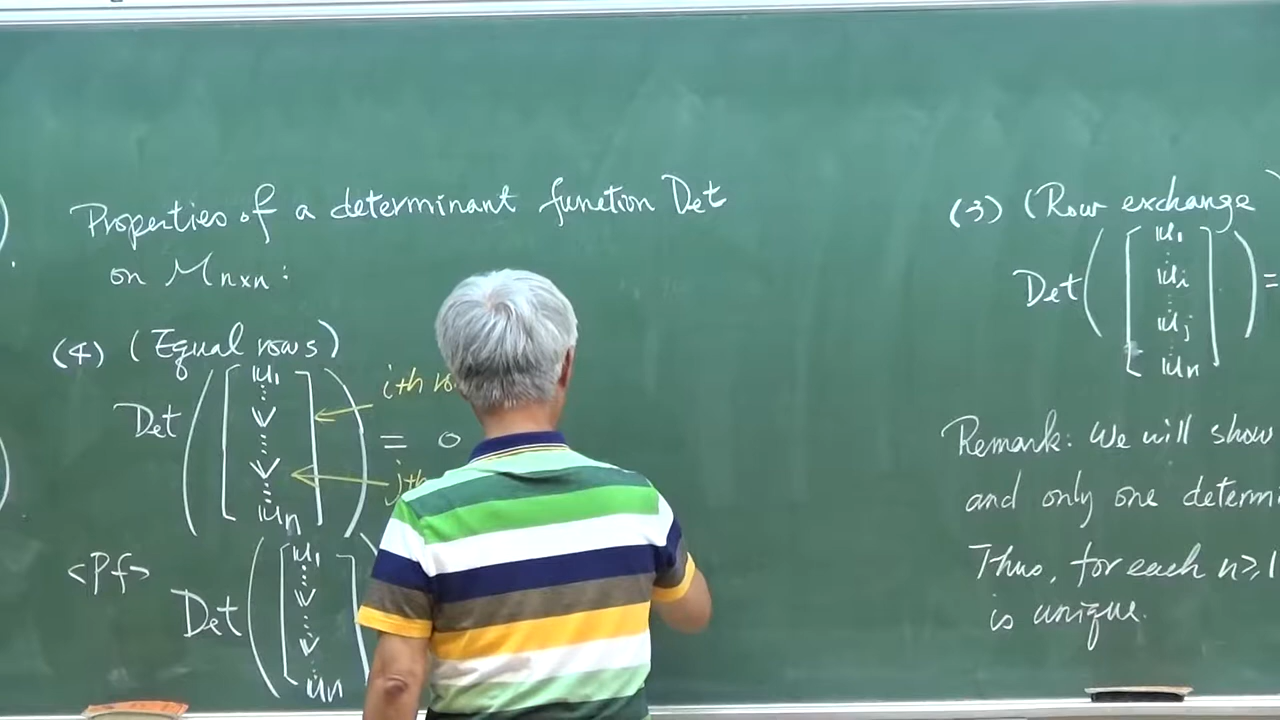 Properties of a determinant function Det
on Mn×n:
(4) (Equal rows)
Det([u1 ⋮ v ⋮ v ⋮ un]) = 0
ith
jth
<Pf> Det([u1 ⋮ v ⋮ v ⋮ un
(3) (Row exchange
Det([u1 ⋮ ui ⋮ uj ⋮ un]) =
Remark: We will show
and only one
Thus, for each n≥1
is unique.